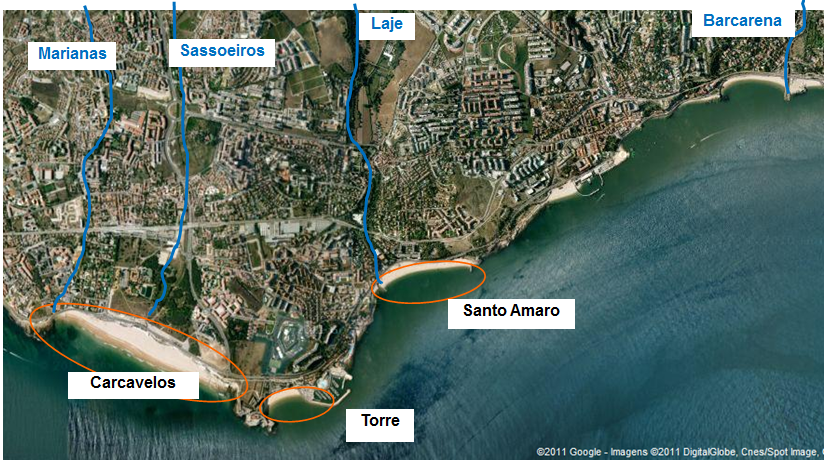 Marianas
Sassoeiros
Laje
Barcarena
Santo Amaro
Carcavelos
Torre
©2011 Google - Imagens ©2011 DigitalGlobe, Cnes/Spot Image,